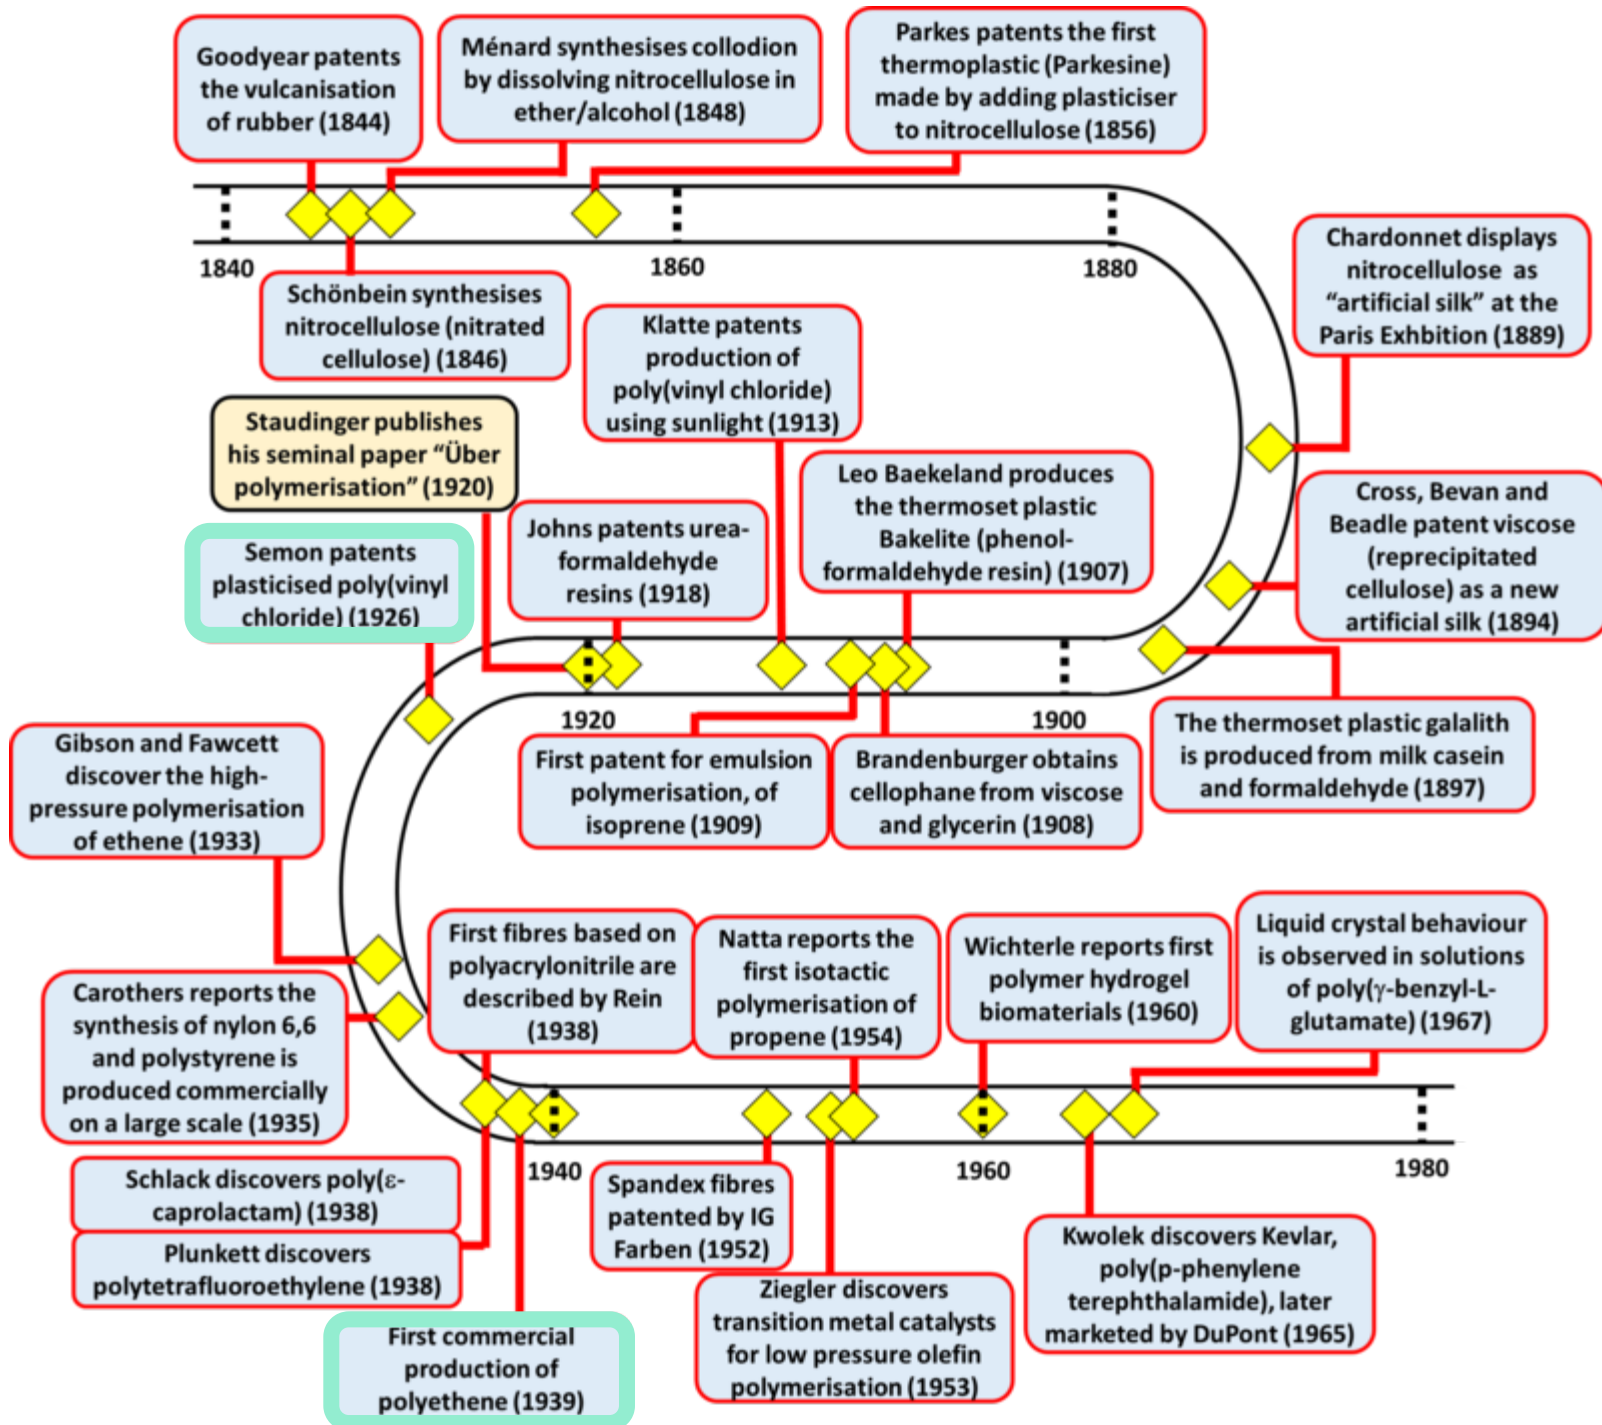 Goodyear patents
the vulcanisation
of rubber (1844)
Ménard synthesises collodion
by dissolving nitrocellulose in
ether/alcohol (1848)
Parkes patents the first
thermoplastic (Parkesine)
made by adding plasticiser
to nitrocellulose (1856)
1840
1860
1880
Schönbein synthesises
nitrocellulose (nitrated
cellulose) (1846)
Chardonnet displays
nitrocellulose as
“artificial silk” at the
Paris Exhbition (1889)
Klatte patents
production of
poly(vinyl chloride)
using sunlight (1913)
Staudinger publishes
his seminal paper “Über
polymerisation” (1920)
Leo Baekeland produces
the thermoset plastic
Bakelite (phenol-
formaldehyde resin) (1907)
Cross, Bevan and
Beadle patent viscose
(reprecipitated
cellulose) as a new
artificial silk (1894)
Johns patents urea-
formaldehyde
resins (1918)
Semon patents
plasticised poly(vinyl
chloride) (1926)
1920
1900
The thermoset plastic galalith
is produced from milk casein
and formaldehyde (1897)
Gibson and Fawcett
discover the high-
pressure polymerisation
of ethene (1933)
First patent for emulsion
polymerisation, of
isoprene (1909)
Brandenburger obtains
cellophane from viscose
and glycerin (1908)
Carothers reports the
synthesis of nylon 6,6
and polystyrene is
produced commercially
on a large scale (1935)
First fibres based on
polyacrylonitrile are
described by Rein
(1938)
Natta reports the
first isotactic
polymerisation of
propene (1954)
Wichterle reports first
polymer hydrogel
biomaterials (1960)
Liquid crystal behaviour
is observed in solutions
of poly(γ-benzyl-L-
glutamate) (1967)
1940
1960
1980
Schlack discovers poly(ε-
caprolactam) (1938)
Plunkett discovers
polytetrafluoroethylene (1938)
Spandex fibres
patented by IG
Farben (1952)
Kwolek discovers Kevlar,
poly(p-phenylene
terephthalamide), later
marketed by DuPont (1965)
Ziegler discovers
transition metal catalysts
for low pressure olefin
polymerisation (1953)
First commercial
production of
polyethene (1939)